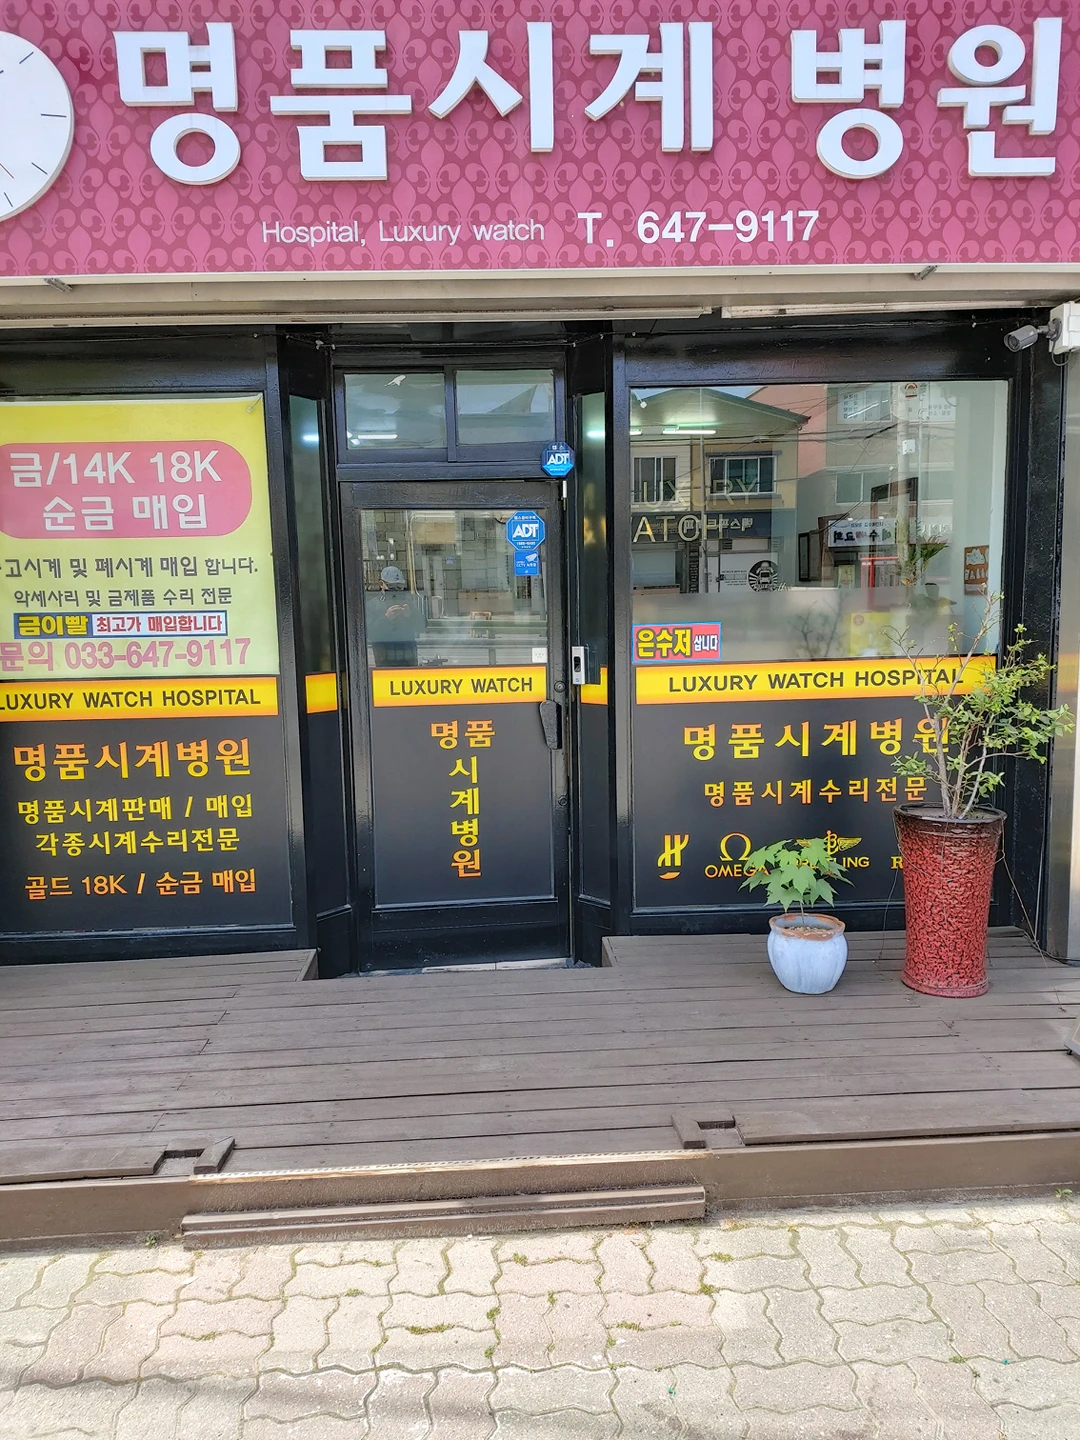 명품시계 병원
Hospital, Luxury watch T. 647-9117
금/14K 18K
순금 매입
고시계 및 폐시계 매입 합니다.
악세사리 및 금제품 수리 전문
금이빨 최고가 매입합니다
문의 033-647-9117
LUXURY WATCH HOSPITAL
명품시계병원
명품시계판매 / 매입
각종시계수리전문
골드 18K / 순금 매입
ADT
ADT
LUXURY WATCH
명품
시
계
병
원
은수저 삽니다
LUXURY WATCH HOSPITAL
명품시계병원
명품시계수리전문
OMEGA